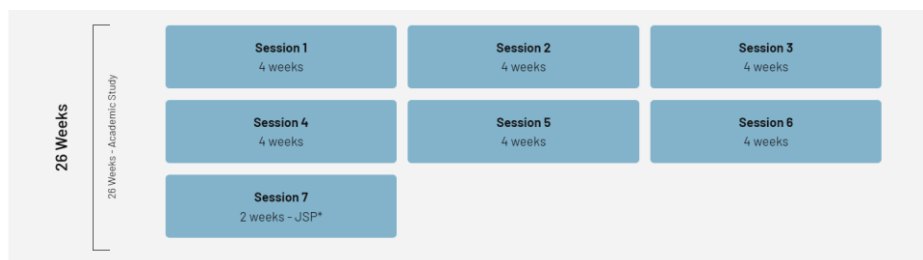 26 Weeks
26 Weeks - Academic Study
Session 1
4 weeks
Session 2
4 weeks
Session 3
4 weeks
Session 4
4 weeks
Session 5
4 weeks
Session 6
4 weeks
Session 7
2 weeks - JSP*